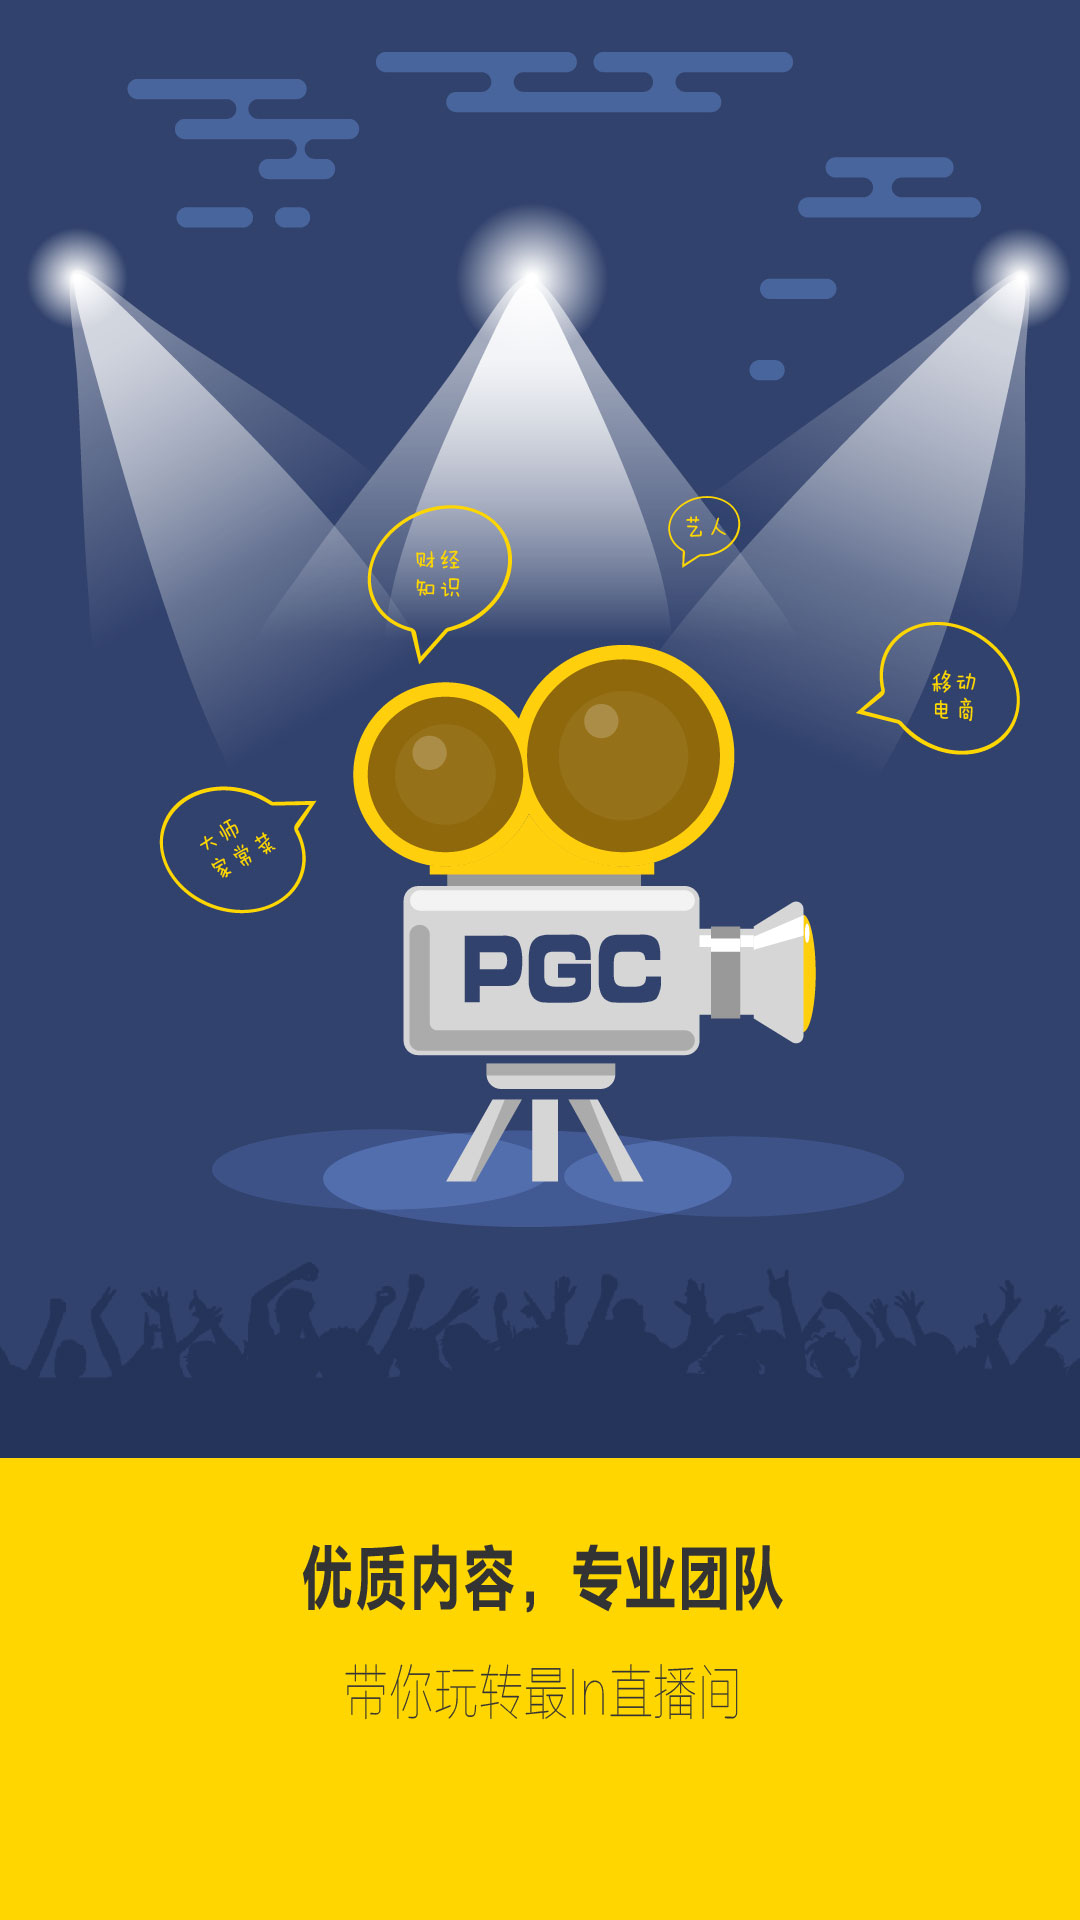 艺人
财经
知识
移动
电商
大师
家常菜
PGC
优质内容，专业团队
带你玩转最In直播间